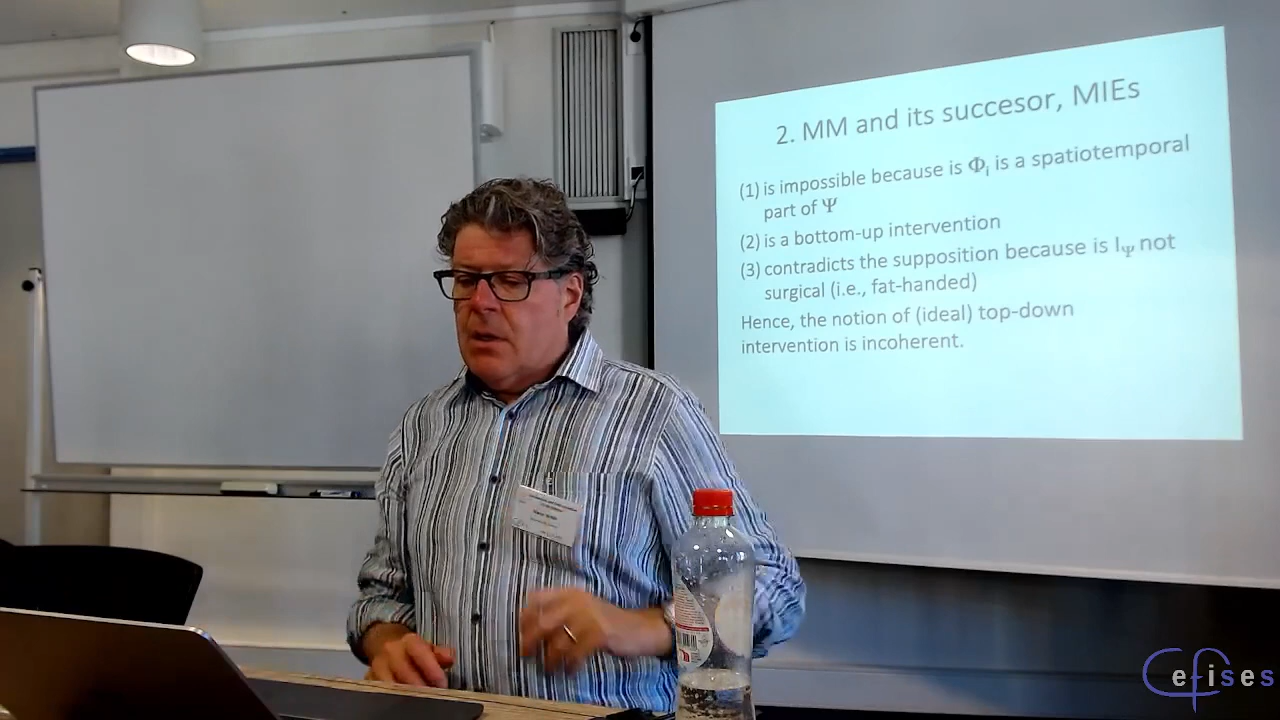 2. MM and its succesor, MIEs
(1) is impossible because is Φi is a spatiotemporal
part of Ψ
(2) is a bottom-up intervention
(3) contradicts the supposition because is IΨ not
surgical (i.e., fat-handed)
Hence, the notion of (ideal) top-down
intervention is incoherent.
Cefises